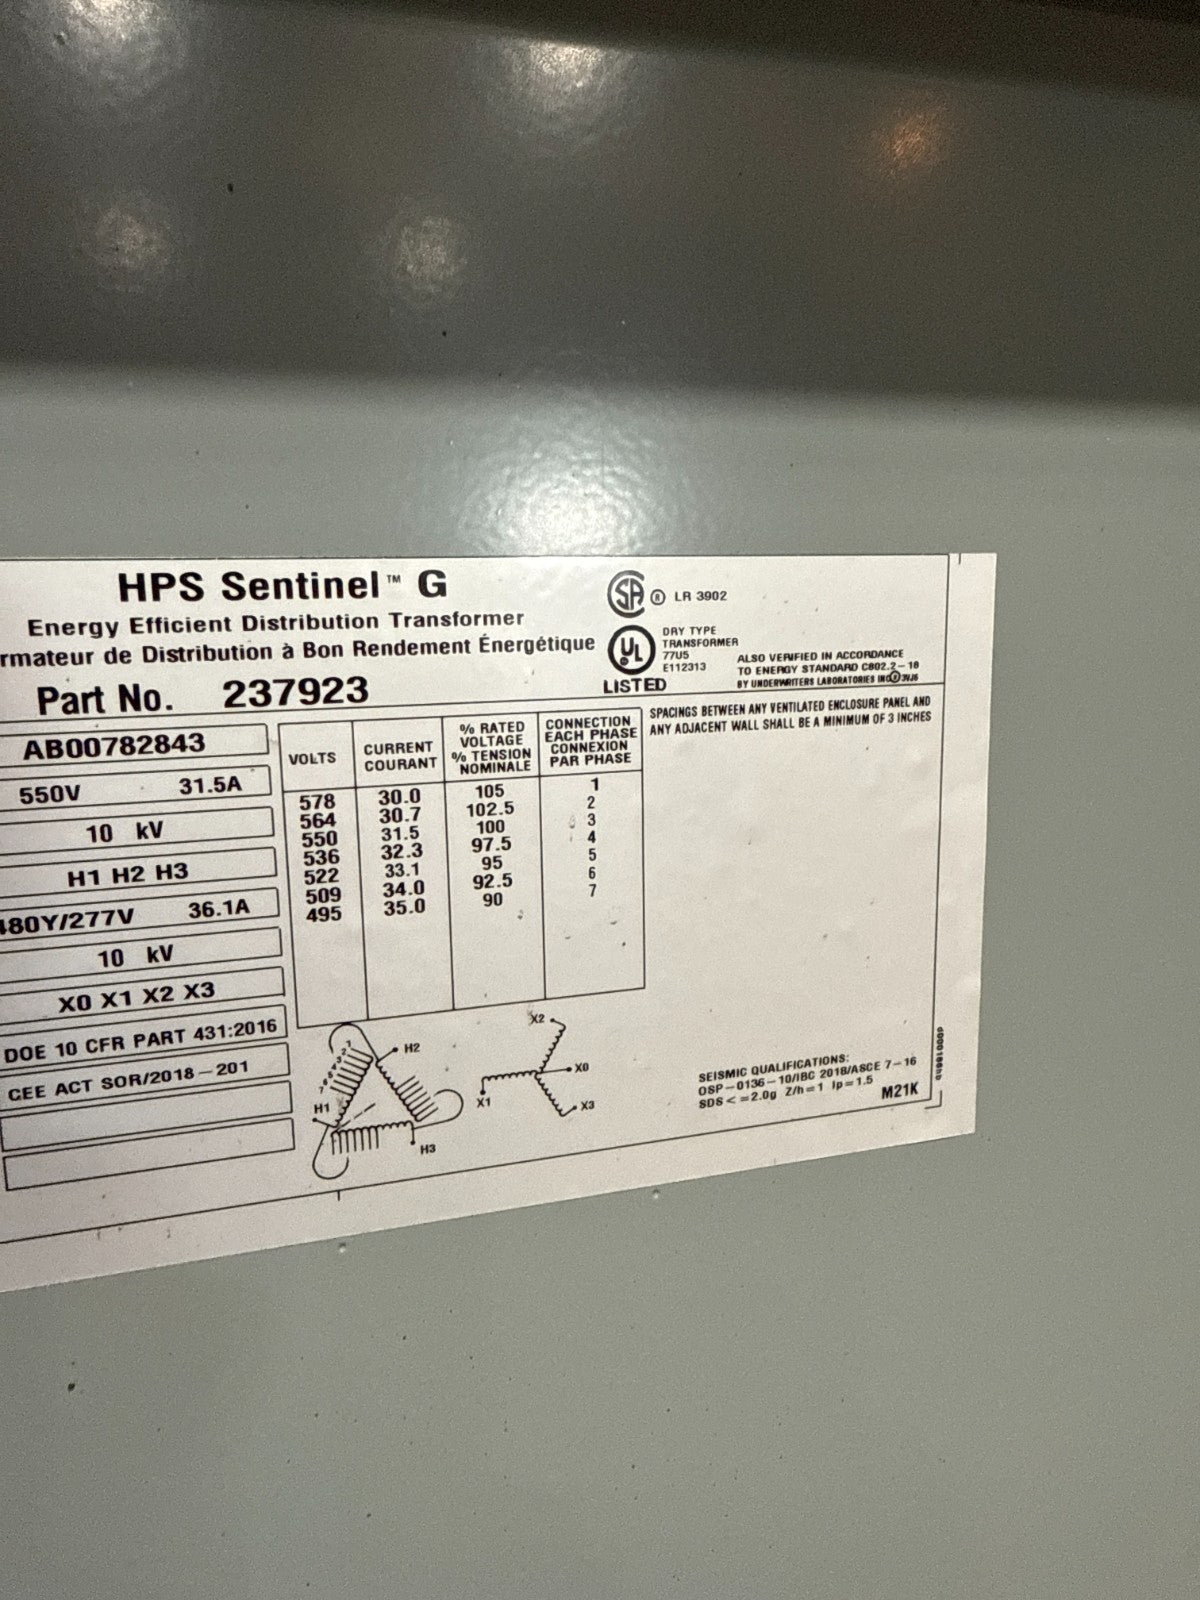 HPS Sentinel™ G
Energy Efficient Distribution Transformer
rmateur de Distribution à Bon Rendement Énergétique
Part No. 237923
SA ® LR 3902
UL
LISTED
DRY TYPE
TRANSFORMER
77U5
E112313
ALSO VERIFIED IN ACCORDANCE
TO ENERGY STANDARD C802.2-18
BY UNDERWRITERS LABORATORIES INC
SPACINGS BETWEEN ANY VENTILATED ENCLOSURE PANEL AND
ANY ADJACENT WALL SHALL BE A MINIMUM OF 3 INCHES
AB00782843
550V 31.5A
10 kV
H1 H2 H3
480Y/277V 36.1A
10 kV
X0 X1 X2 X3
DOE 10 CFR PART 431:2016
CEE ACT SOR/2018-201
VOLTS
CURRENT
COURANT
% RATED
VOLTAGE
% TENSION
NOMINALE
CONNECTION
EACH PHASE
CONNEXION
PAR PHASE
578 30.0 105 1
564 30.7 102.5 2
550 31.5 100 3
536 32.3 97.5 4
522 33.1 95 5
509 34.0 92.5 6
495 35.0 90 7
H2
H1
H3
X2
X0
X1
X3
SEISMIC QUALIFICATIONS:
OSP-0136-10/IBC 2018/ASCE 7-16
SDS<=2.0g Z/h=1 Ip=1.5
M21K